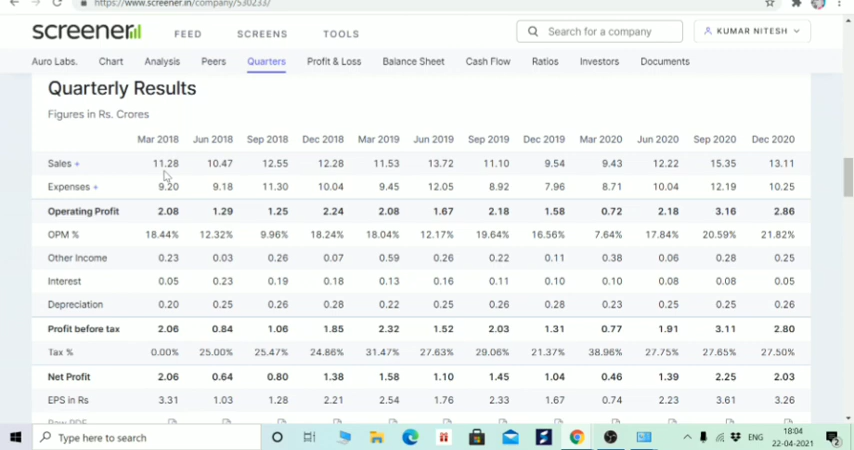 https://www.screener.in/company/530233/
screener
FEED SCREENS TOOLS Search for a company KUMAR NITESH
Auro Labs. Chart Analysis Peers Quarters Profit & Loss Balance Sheet Cash Flow Ratios Investors Documents
Quarterly Results
Figures in Rs. Crores
Mar 2018 Jun 2018 Sep 2018 Dec 2018 Mar 2019 Jun 2019 Sep 2019 Dec 2019 Mar 2020 Jun 2020 Sep 2020 Dec 2020
Sales + 11.28 10.47 12.55 12.28 11.53 13.72 11.10 9.54 9.43 12.22 15.35 13.11
Expenses + 9.20 9.18 11.30 10.04 9.45 12.05 8.92 7.96 8.71 10.04 12.19 10.25
Operating Profit 2.08 1.29 1.25 2.24 2.08 1.67 2.18 1.58 0.72 2.18 3.16 2.86
OPM % 18.44% 12.32% 9.96% 18.24% 18.04% 12.17% 19.64% 16.56% 7.64% 17.84% 20.59% 21.82%
Other Income 0.23 0.03 0.26 0.07 0.59 0.26 0.22 0.11 0.38 0.06 0.28 0.25
Interest 0.05 0.23 0.19 0.18 0.13 0.16 0.11 0.10 0.10 0.08 0.08 0.05
Depreciation 0.20 0.25 0.26 0.28 0.22 0.25 0.26 0.28 0.23 0.25 0.25 0.26
Profit before tax 2.06 0.84 1.06 1.85 2.32 1.52 2.03 1.31 0.77 1.91 3.11 2.80
Tax % 0.00% 25.00% 25.47% 24.86% 31.47% 27.63% 29.06% 21.37% 38.96% 27.75% 27.65% 27.50%
Net Profit 2.06 0.64 0.80 1.38 1.58 1.10 1.45 1.04 0.46 1.39 2.25 2.03
EPS in Rs 3.31 1.03 1.28 2.21 2.54 1.76 2.33 1.67 0.74 2.23 3.61 3.26
Raw PDF
Type here to search ENG 18:04
22-04-2021 2